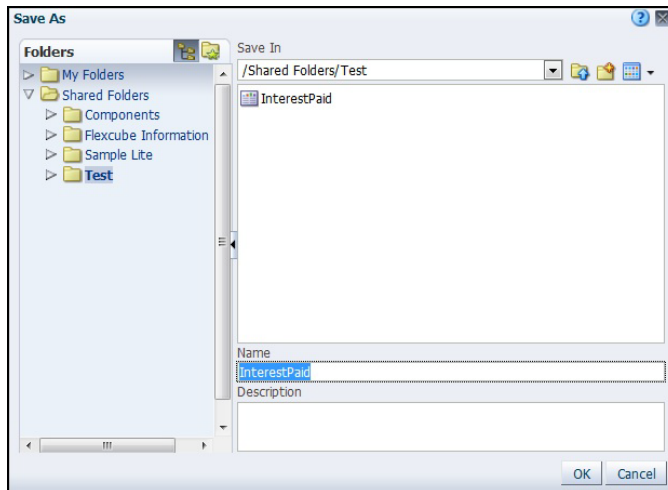 Save As
Folders
My Folders
Shared Folders
Components
Flexcube Information
Sample Lite
Test
Save In
/Shared Folders/Test
InterestPaid
Name
InterestPaid
Description
OK Cancel